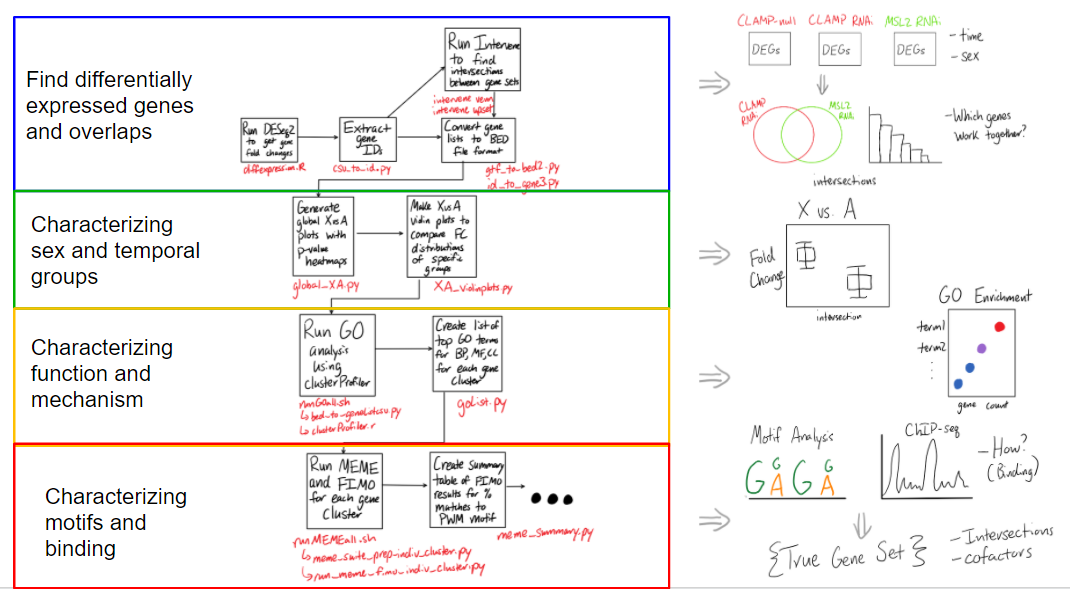 Find differentially
expressed genes
and overlaps
Run Intervene
to find
intersections
between gene sets
intervene venn
intervene upset
Run DESeq2
to get gene
fold changes
diffexpression.R
Extract
gene
IDs
csv_to_id.py
Convert gene
lists to BED
file format
gtf_to_bed2.py
id_to_gene3.py
CLAMP-null
CLAMP RNAi
MSL2 RNAi
DEGs
DEGs
DEGs
- time
- sex
CLAMP
RNAi
MSL2
RNAi
- Which genes
work together?
intersections
Characterizing
sex and temporal
groups
Generate
global XvsA
plots with
p-value
heatmaps
global_XA.py
Make XvsA
violin plots to
compare FC
distributions
of specific
groups
XA_violinplots.py
X vs. A
Fold
Change
intersection
Characterizing
function and
mechanism
Run GO
analysis
using
clusterProfiler
runGOall.sh
↳ bed_to_genelistcsv.py
↳ clusterProfiler.r
Create list of
top GO terms
for BP, MF, CC
for each gene
cluster
goList.py
GO Enrichment
term1
term2
gene count
Characterizing
motifs and
binding
Run MEME
and FIMO
for each gene
cluster
runMEMEall.sh
↳ meme_suite_prep-indiv_cluster.py
↳ run_meme-fimo_indiv_cluster.py
Create summary
table of FIMO
results for %
matches to
PWM motif
meme_summary.py
Motif Analysis
G G A G G A
ChIP-seq
- How?
(Binding)
{True Gene Set}
- Intersections
- cofactors